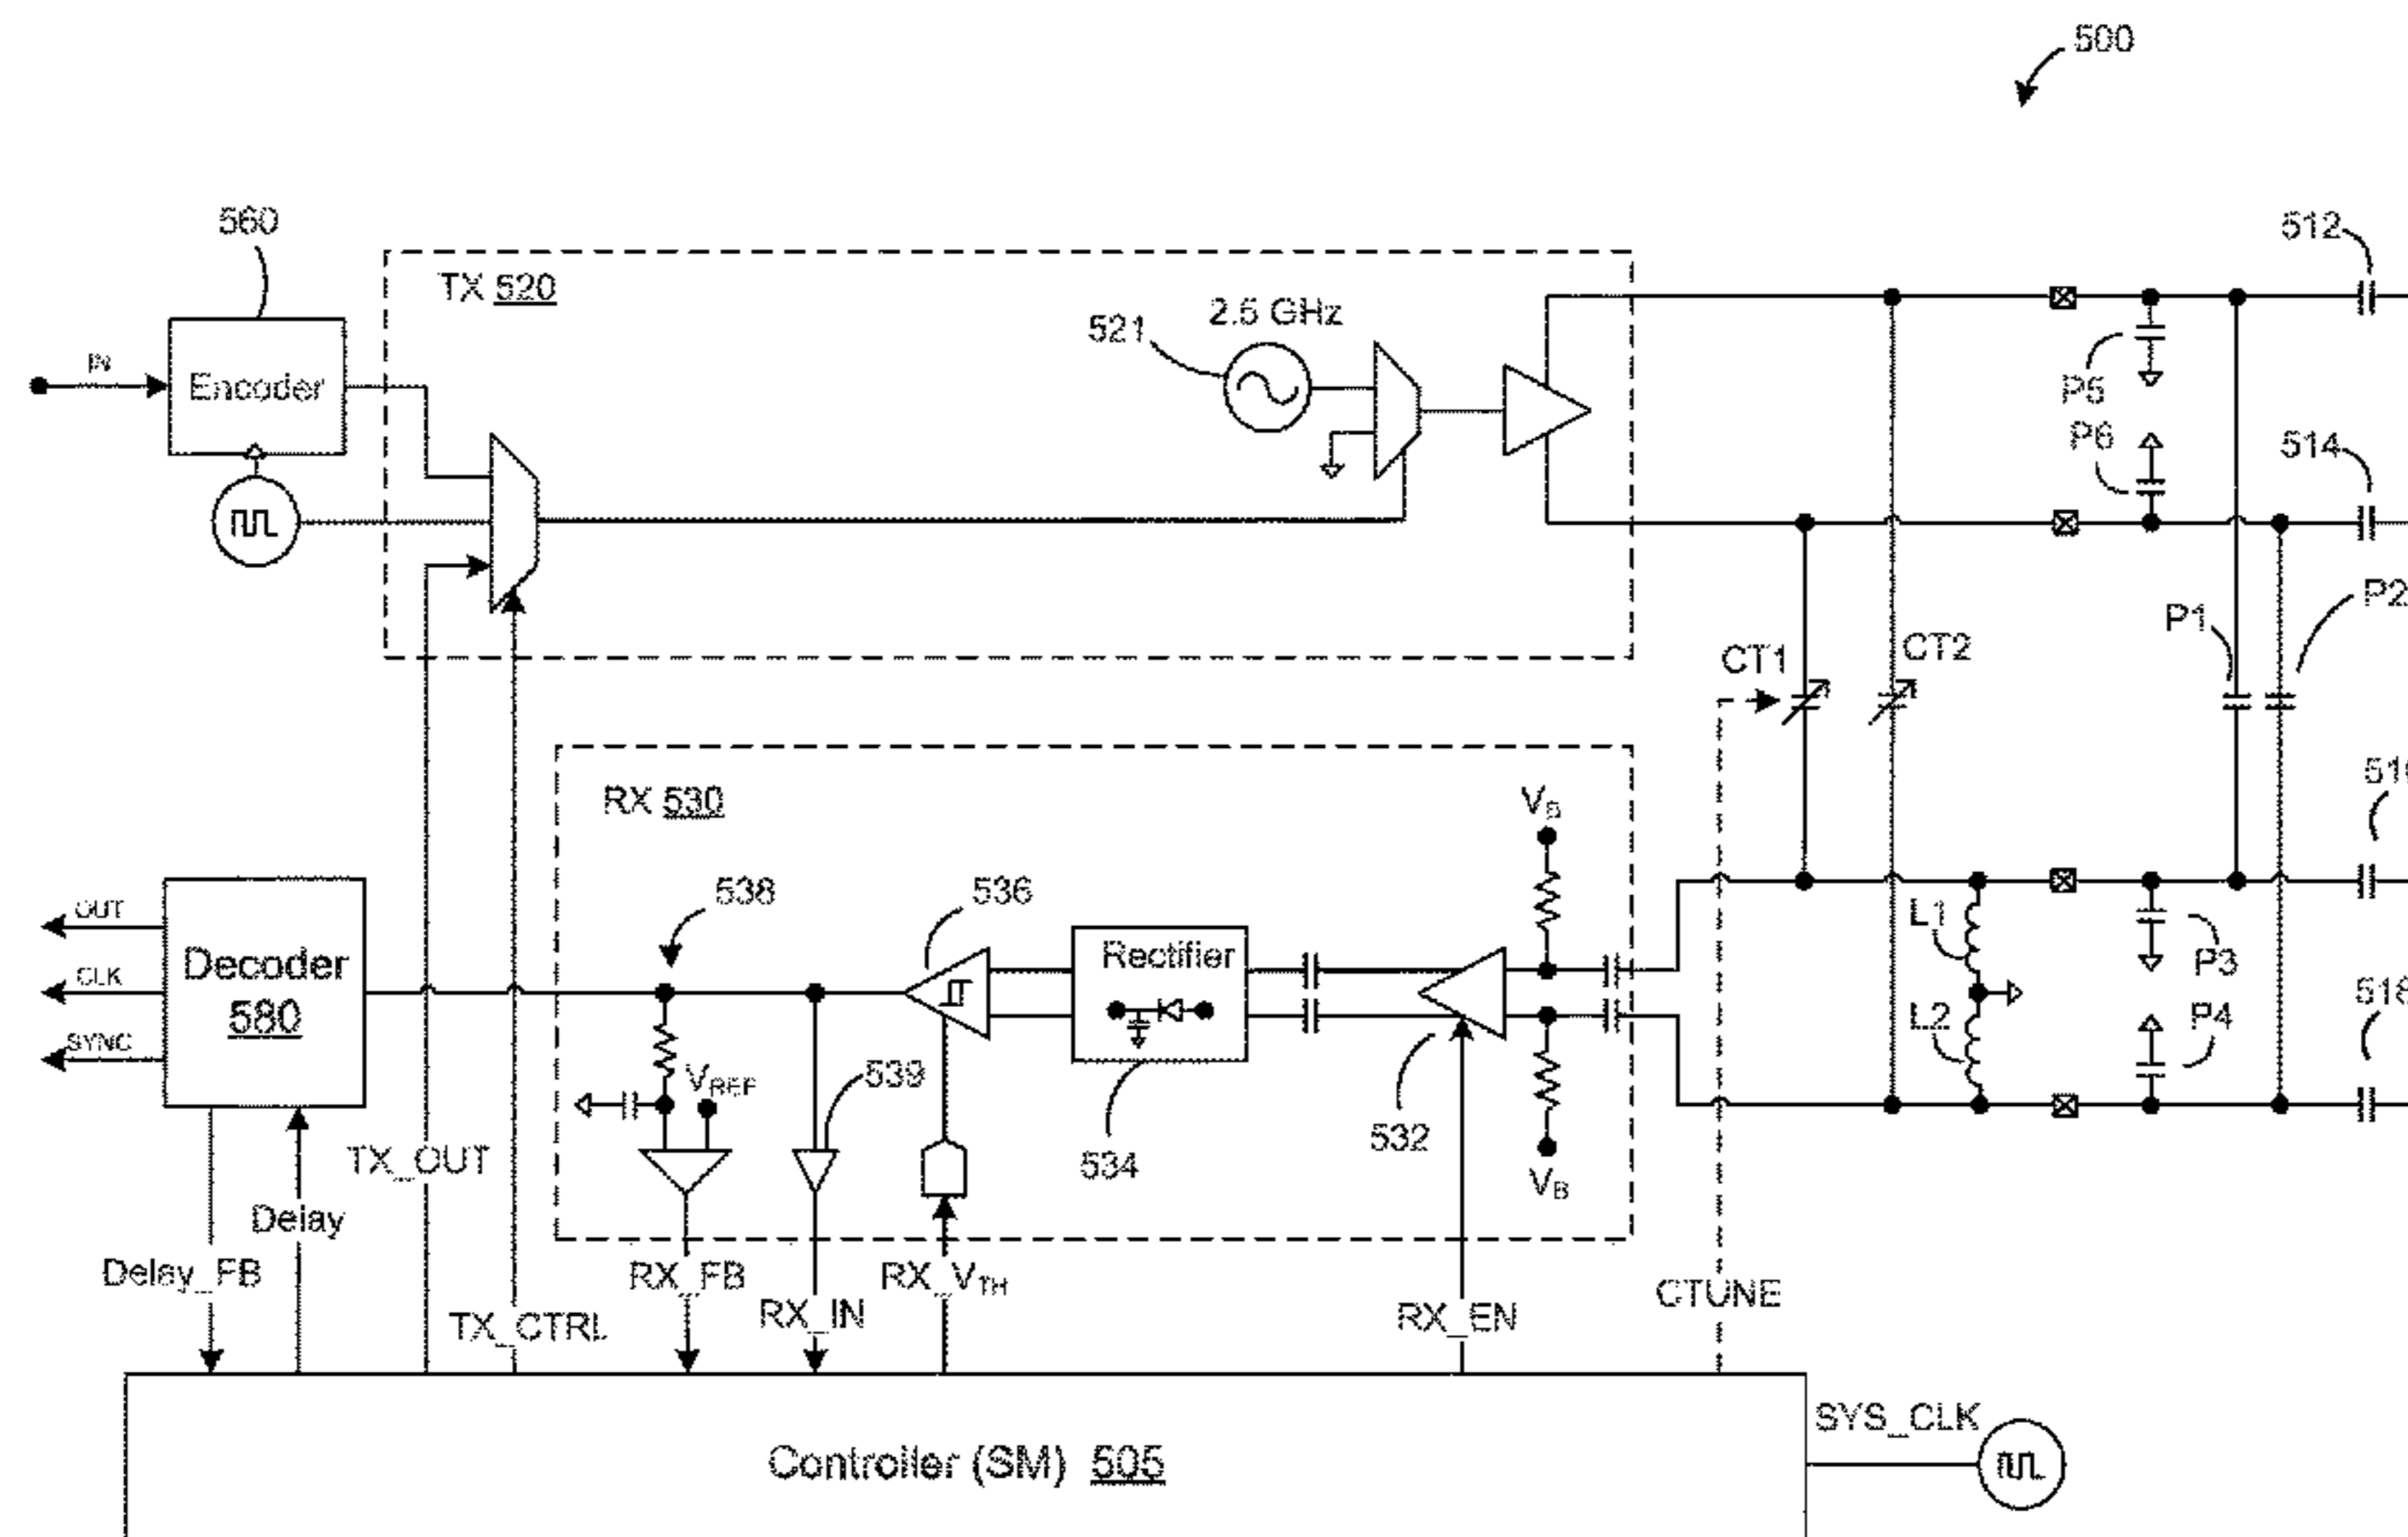 500
560
512
TX 520
2.5 GHz
521
IN
Encoder
P5
P6
514
P1
P2
CT1
CT2
RX 530
VB
538
536
OUT
Decoder
580
CLK
SYNC
Rectifier
L1
P3
L2
P4
VREF
539
532
534
VB
TX_OUT
Delay
Delay_FB
RX_FB
RX_VTH
CTUNE
TX_CTRL
RX_IN
RX_EN
SYS_CLK
Controller (SM) 505